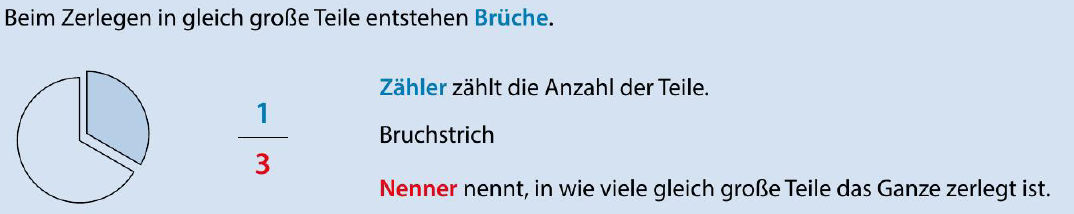 Beim Zerlegen in gleich große Teile entstehen Brüche.
1
3
Zähler zählt die Anzahl der Teile.
Bruchstrich
Nenner nennt, in wie viele gleich große Teile das Ganze zerlegt ist.